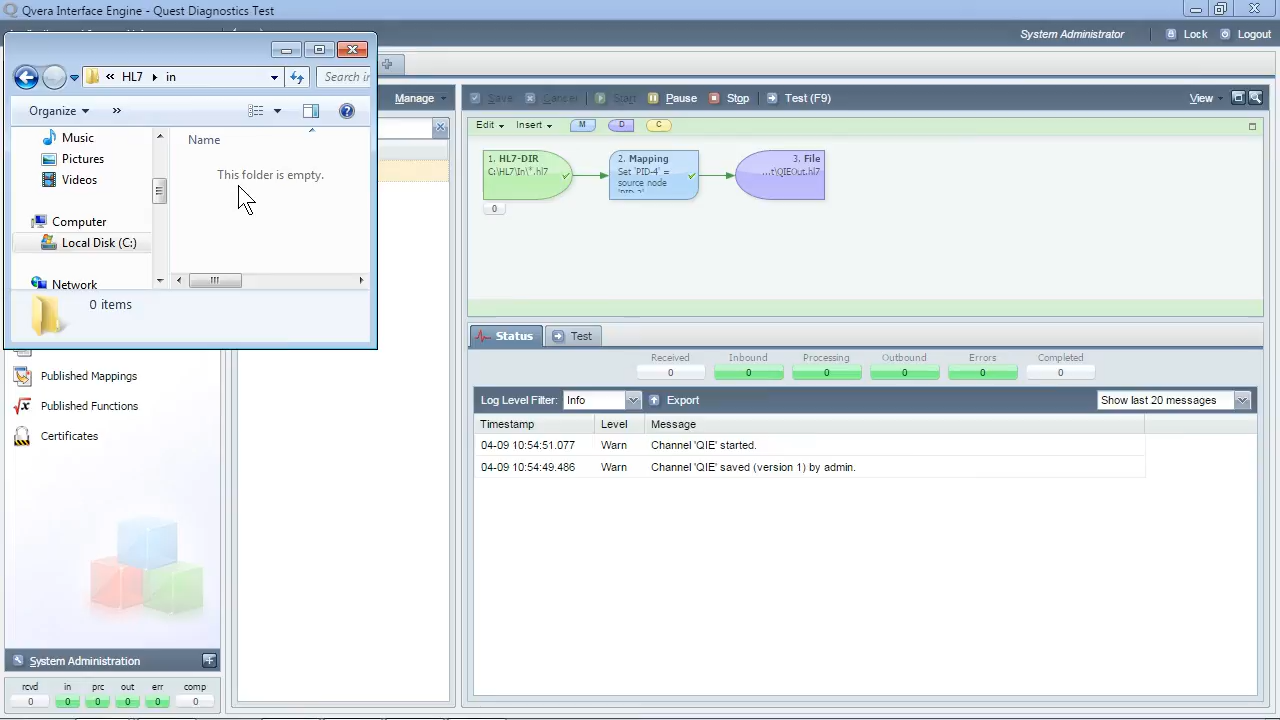 Qvera Interface Engine - Quest Diagnostics Test
System Administrator
Lock
Logout
HL7 in
Search in
Organize
Music
Pictures
Videos
Computer
Local Disk (C:)
Network
Name
This folder is empty.
0 items
Manage
Save Cancel Start Pause Stop Test (F9)
View
Edit Insert M D C
1. HL7-DIR
C:\HL7\In\*.hl7
0
2. Mapping
Set 'PID-4' =
source node
3. File
...t\QIEOut.hl7
Status Test
Received Inbound Processing Outbound Errors Completed
0 0 0 0 0 0
Log Level Filter: Info Export Show last 20 messages
Timestamp Level Message
04-09 10:54:51.077 Warn Channel 'QIE' started.
04-09 10:54:49.486 Warn Channel 'QIE' saved (version 1) by admin.
Published Mappings
Published Functions
Certificates
System Administration
rcvd in prc out err comp
0 0 0 0 0 0